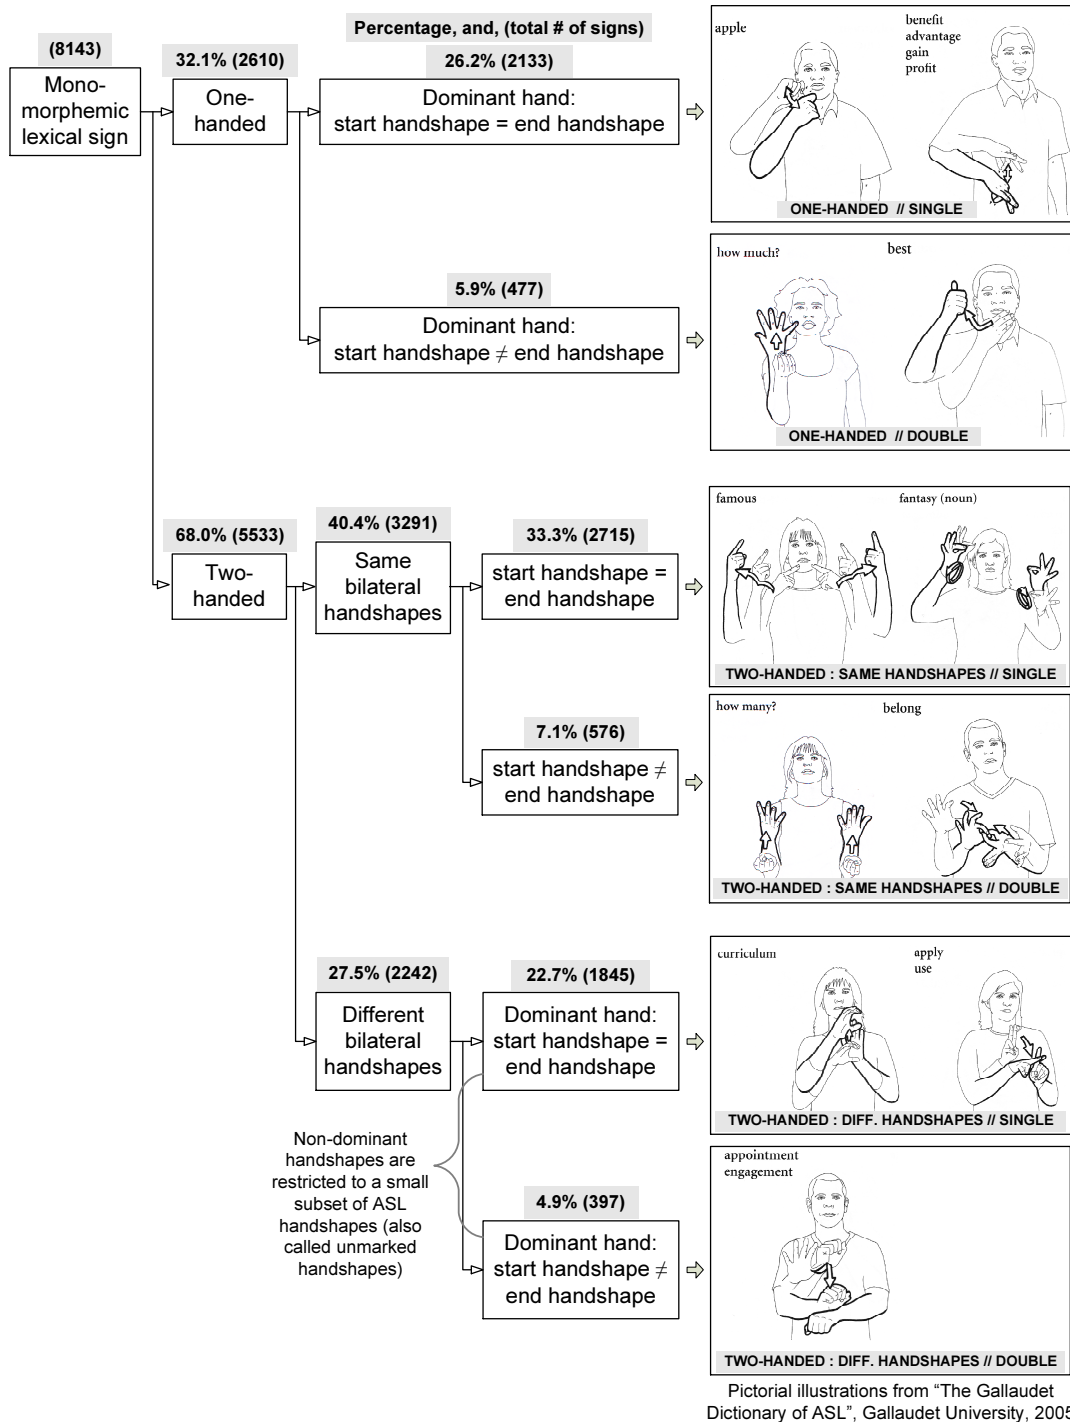 Percentage, and, (total # of signs)
(8143)
Mono-
morphemic
lexical sign
32.1% (2610)
One-
handed
26.2% (2133)
Dominant hand:
start handshape = end handshape
apple
benefit
advantage
gain
profit
ONE-HANDED // SINGLE
5.9% (477)
Dominant hand:
start handshape ≠ end handshape
how much?
best
ONE-HANDED // DOUBLE
68.0% (5533)
Two-
handed
40.4% (3291)
Same
bilateral
handshapes
33.3% (2715)
start handshape =
end handshape
famous
fantasy (noun)
TWO-HANDED : SAME HANDSHAPES // SINGLE
7.1% (576)
start handshape ≠
end handshape
how many?
belong
TWO-HANDED : SAME HANDSHAPES // DOUBLE
27.5% (2242)
Different
bilateral
handshapes
22.7% (1845)
Dominant hand:
start handshape =
end handshape
curriculum
apply
use
TWO-HANDED : DIFF. HANDSHAPES // SINGLE
Non-dominant
handshapes are
restricted to a small
subset of ASL
handshapes (also
called unmarked
handshapes)
4.9% (397)
Dominant hand:
start handshape ≠
end handshape
appointment
engagement
TWO-HANDED : DIFF. HANDSHAPES // DOUBLE
Pictorial illustrations from “The Gallaudet
Dictionary of ASL”, Gallaudet University, 2005